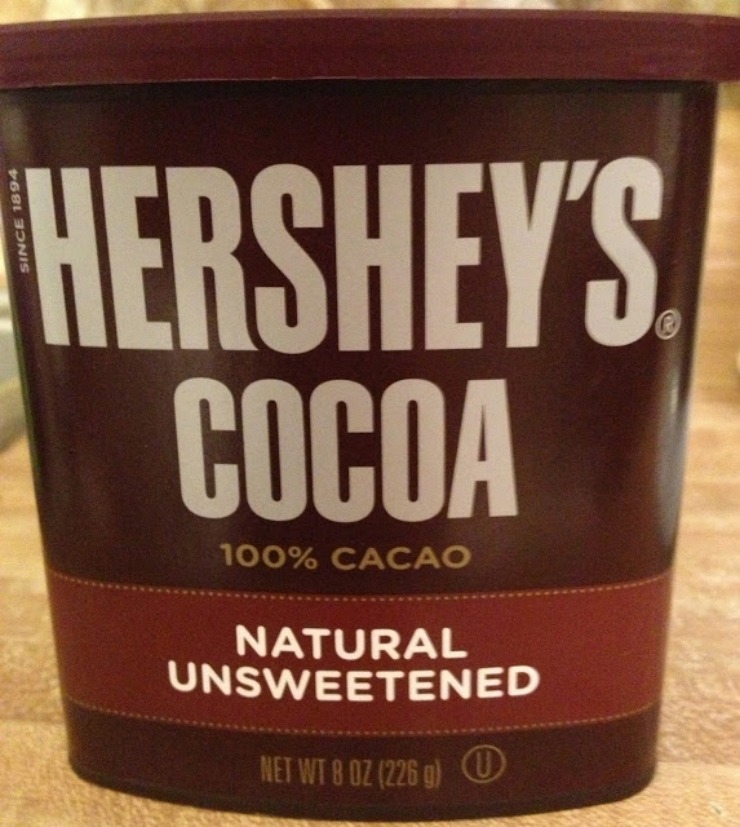 SINCE 1894
HERSHEY'S®
COCOA
100% CACAO
NATURAL
UNSWEETENED
NET WT 8 OZ (226 g) U